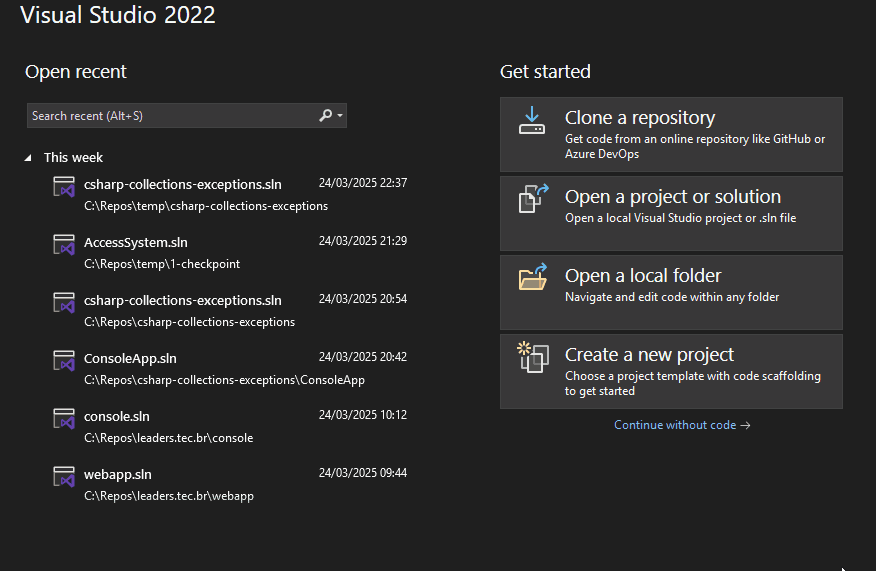 Visual Studio 2022
Open recent
Search recent (Alt+S)
This week
csharp-collections-exceptions.sln 24/03/2025 22:37
C:\Repos\temp\csharp-collections-exceptions
AccessSystem.sln 24/03/2025 21:29
C:\Repos\temp\1-checkpoint
csharp-collections-exceptions.sln 24/03/2025 20:54
C:\Repos\csharp-collections-exceptions
ConsoleApp.sln 24/03/2025 20:42
C:\Repos\csharp-collections-exceptions\ConsoleApp
console.sln 24/03/2025 10:12
C:\Repos\leaders.tec.br\console
webapp.sln 24/03/2025 09:44
C:\Repos\leaders.tec.br\webapp
Get started
Clone a repository
Get code from an online repository like GitHub or
Azure DevOps
Open a project or solution
Open a local Visual Studio project or .sln file
Open a local folder
Navigate and edit code within any folder
Create a new project
Choose a project template with code scaffolding
to get started
Continue without code →